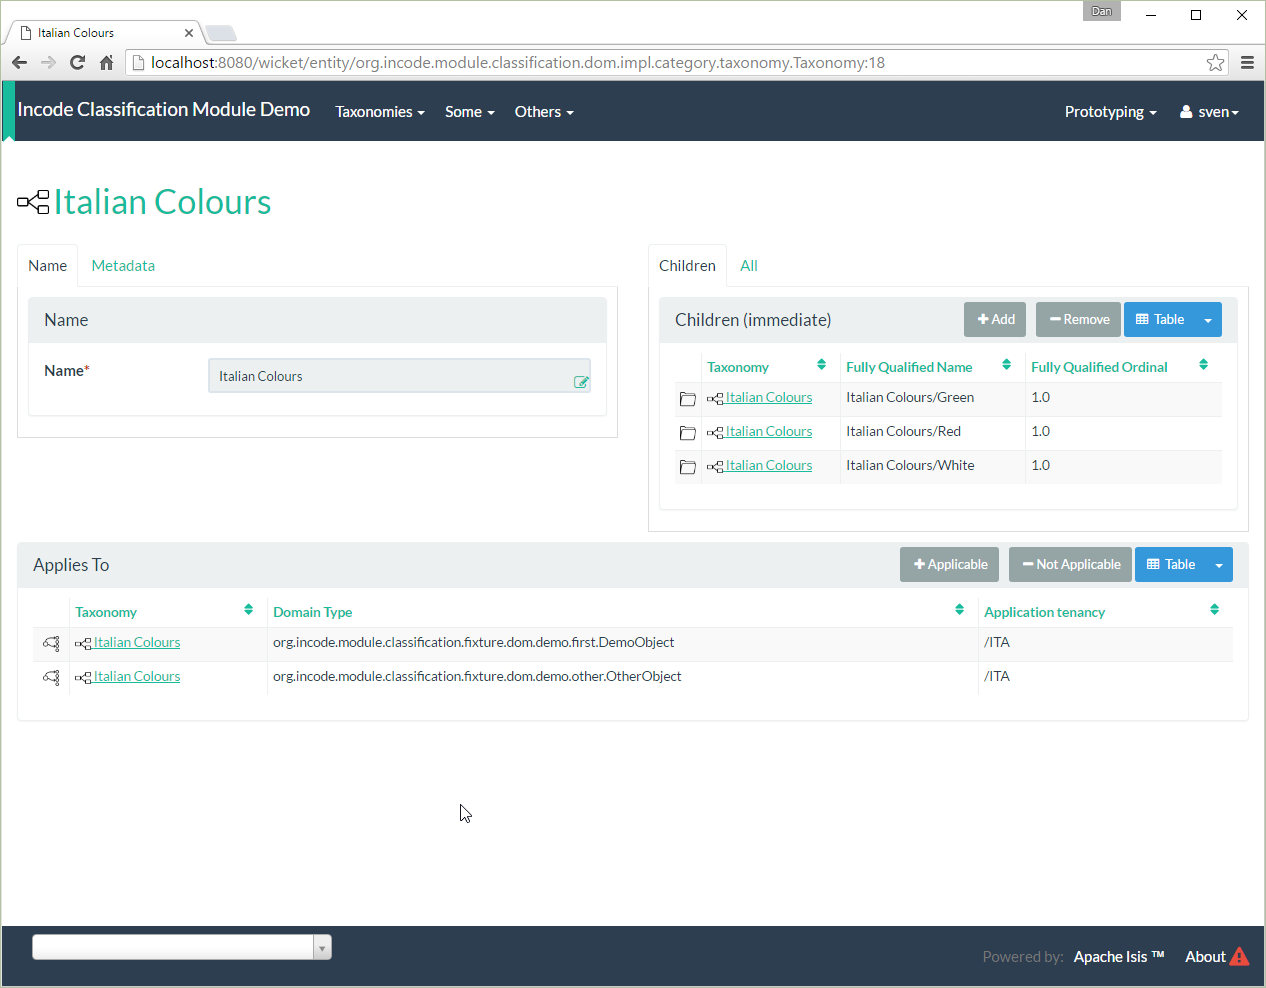 Dan
Italian Colours
localhost:8080/wicket/entity/org.incode.module.classification.dom.impl.category.taxonomy.Taxonomy:18
Incode Classification Module Demo Taxonomies Some Others Prototyping sven
Italian Colours
Name Metadata
Name
Name* Italian Colours
Children All
Children (immediate) Add Remove Table
Taxonomy Fully Qualified Name Fully Qualified Ordinal
Italian Colours Italian Colours/Green 1.0
Italian Colours Italian Colours/Red 1.0
Italian Colours Italian Colours/White 1.0
Applies To Applicable Not Applicable Table
Taxonomy Domain Type Application tenancy
Italian Colours org.incode.module.classification.fixture.dom.demo.first.DemoObject /ITA
Italian Colours org.incode.module.classification.fixture.dom.demo.other.OtherObject /ITA
Powered by: Apache Isis ™ About